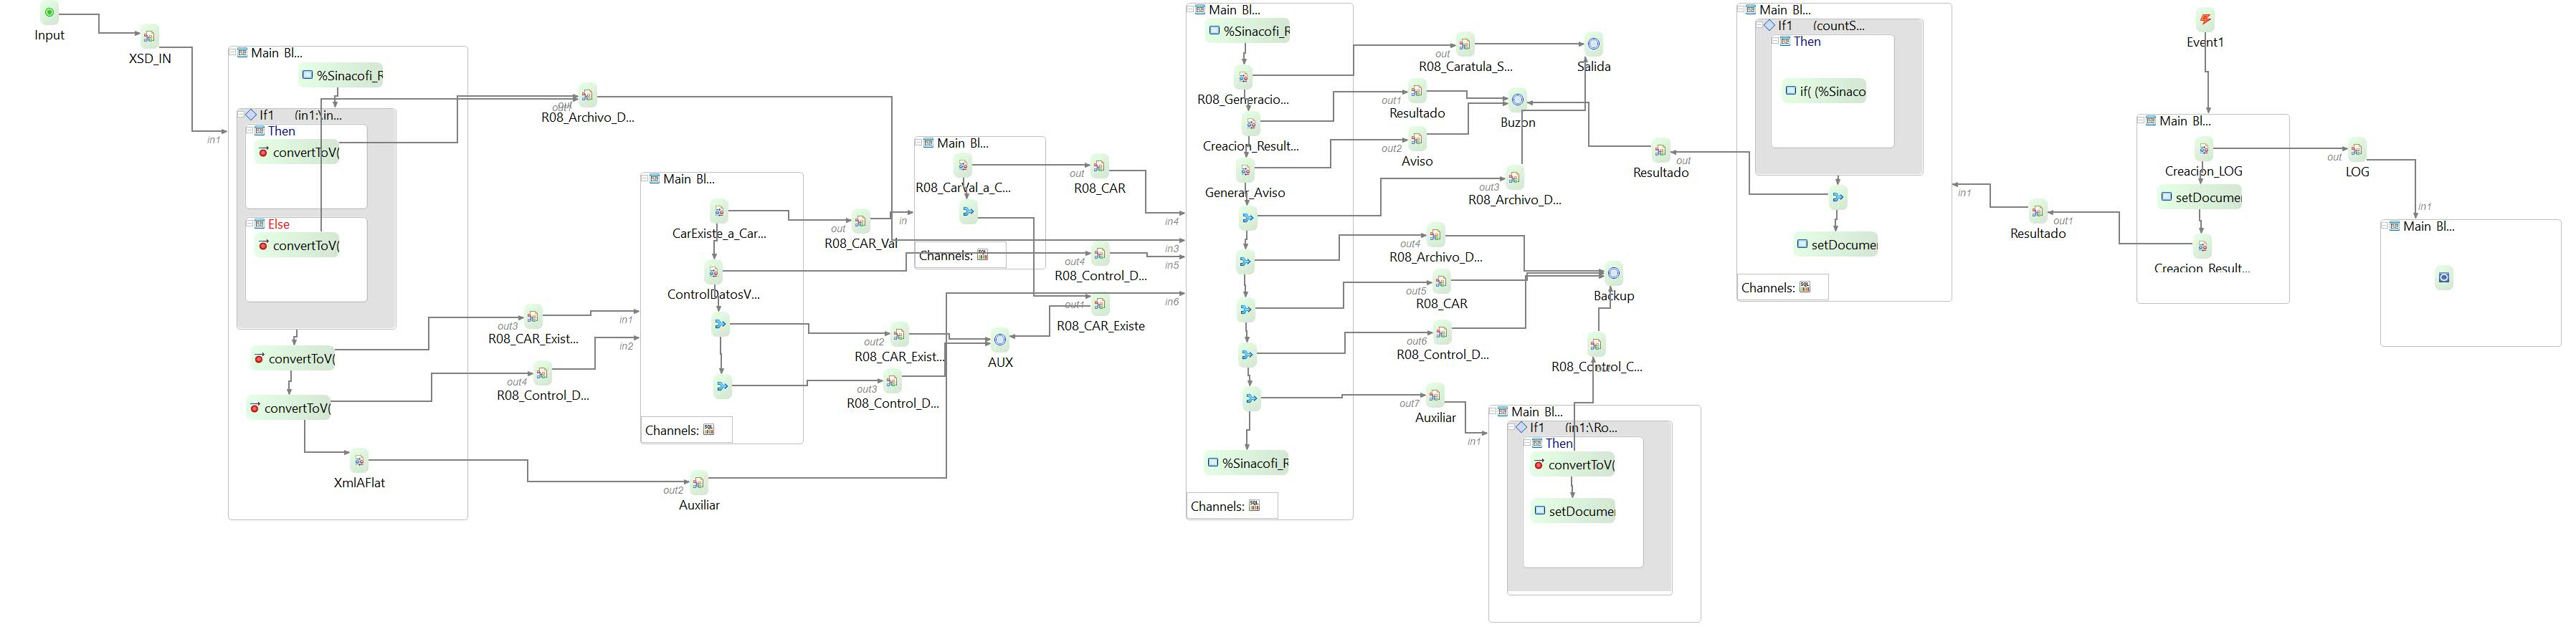 Input
XSD_IN
in1
Main Bl...
%Sinacofi_R
If1 (in1:\in...
Then
convertToV(
Else
convertToV(
convertToV(
convertToV(
XmlAFlat
out
out1
R08_Archivo_D...
out3
R08_CAR_Exist...
out4
R08_Control_D...
out2
Auxiliar
in1
in2
Main Bl...
CarExiste_a_Car...
ControlDatosV...
Channels:
out
R08_CAR_Val
out2
R08_CAR_Exist...
out3
R08_Control_D...
AUX
in
Main Bl...
R08_CarVal_a_C...
Channels:
out
R08_CAR
out4
R08_Control_D...
out1
R08_CAR_Existe
in4
in3
in5
in6
Main Bl...
%Sinacofi_R
R08_Generacio...
Creacion_Result...
Generar_Aviso
%Sinacofi_R
Channels:
out
R08_Caratula_S...
Salida
out1
Resultado
Buzon
out2
Aviso
out3
R08_Archivo_D...
out4
R08_Archivo_D...
out5
R08_CAR
out6
R08_Control_D...
Backup
R08_Control_C...
out7
Auxiliar
in1
Main Bl...
If1 (in1:\Ro...
Then
convertToV(
setDocume
out
Resultado
Main Bl...
If1 (countS...
Then
if( (%Sinaco
setDocume
Channels:
in1
out1
Resultado
Event1
Main Bl...
Creacion_LOG
setDocume
Creacion_Result...
out
LOG
in1
Main Bl...